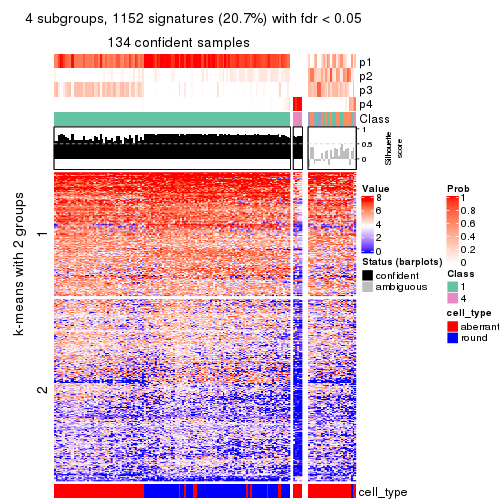 4 subgroups, 1152 signatures (20.7%) with fdr < 0.05
134 confident samples
p1
p2
p3
p4
Class
1
0.5
0
Silhouette
score
k-means with 2 groups
1
2
Value
8
6
4
2
0
Status (barplots)
confident
ambiguous
Prob
1
0.8
0.6
0.4
0.2
0
Class
1
4
cell_type
aberrant
round
cell_type